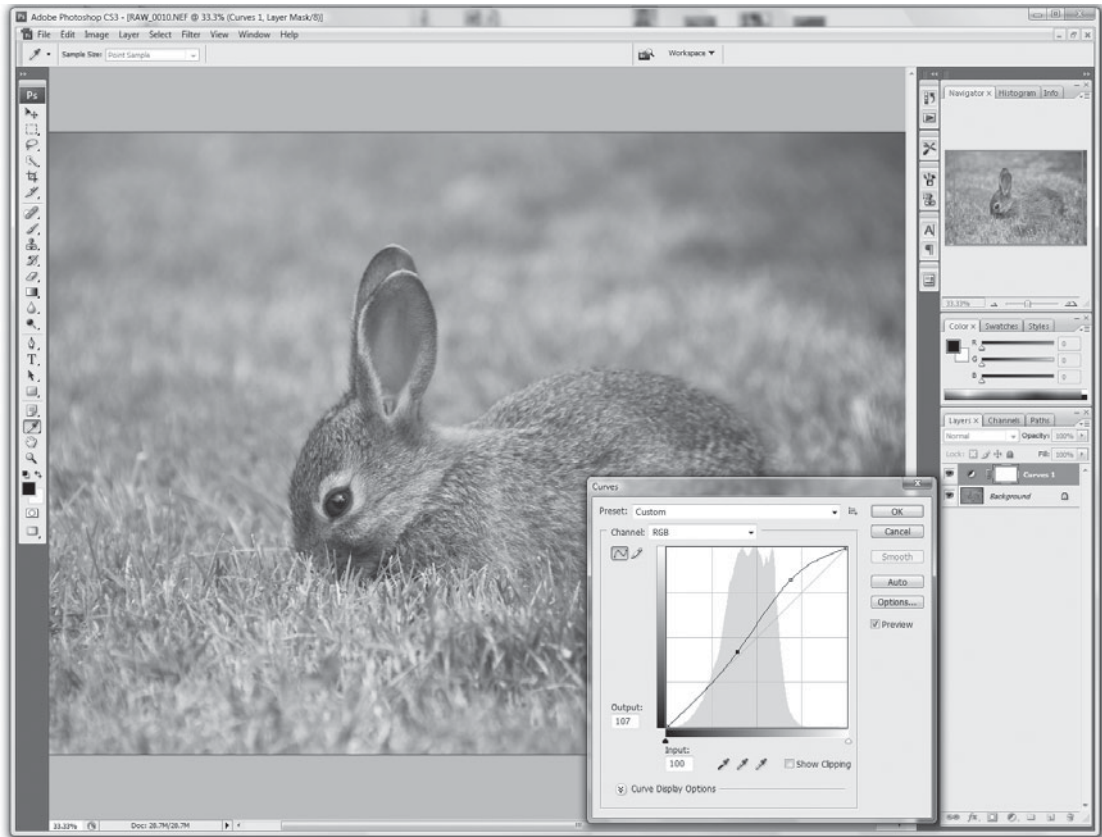 Adobe Photoshop CS3 - [RAW_0010.NEF @ 33.3% (Curves 1, Layer Mask/8)]
File Edit Image Layer Select Filter View Window Help
Sample Size: Point Sample
Workspace
Ps
Navigator x Histogram Info
33.33%
Color x Swatches Styles
R 0
G 0
B 0
Layers x Channels Paths
Normal Opacity: 100%
Lock: Fill: 100%
Curves 1
Background
Curves
Preset: Custom
OK
Channel: RGB
Cancel
Smooth
Auto
Options...
Preview
Output:
107
Input:
100
Show Clipping
Curve Display Options
33.33% Doc: 28.7M/28.7M